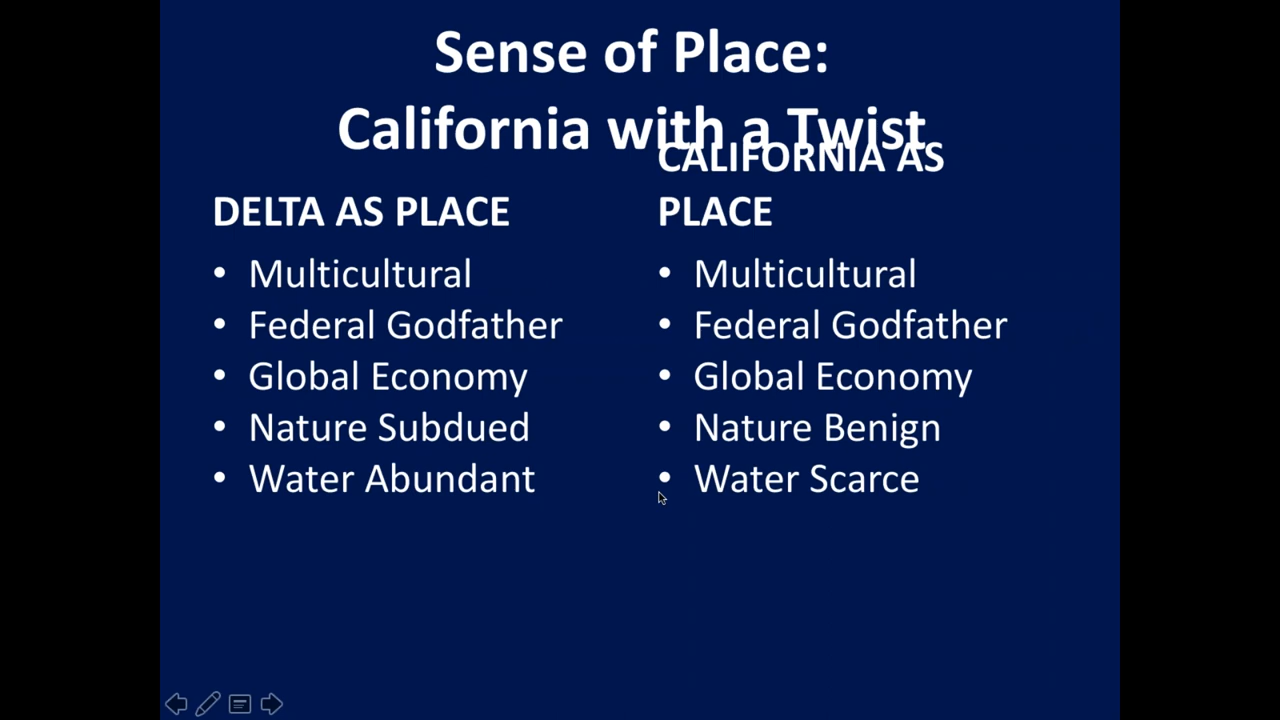 Sense of Place:
California with a Twist
DELTA AS PLACE
• Multicultural
• Federal Godfather
• Global Economy
• Nature Subdued
• Water Abundant
CALIFORNIA AS
PLACE
• Multicultural
• Federal Godfather
• Global Economy
• Nature Benign
• Water Scarce